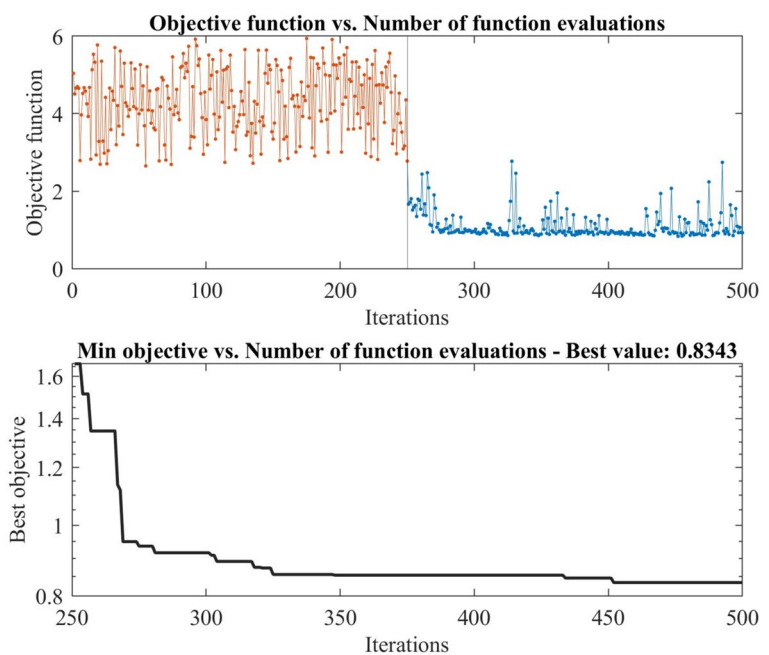 Objective function vs. Number of function evaluations
Objective function
6
4
2
0
0 100 200 300 400 500
Iterations
Min objective vs. Number of function evaluations - Best value: 0.8343
Best objective
1.6
1.4
1.2
1
0.8
250 300 350 400 450 500
Iterations